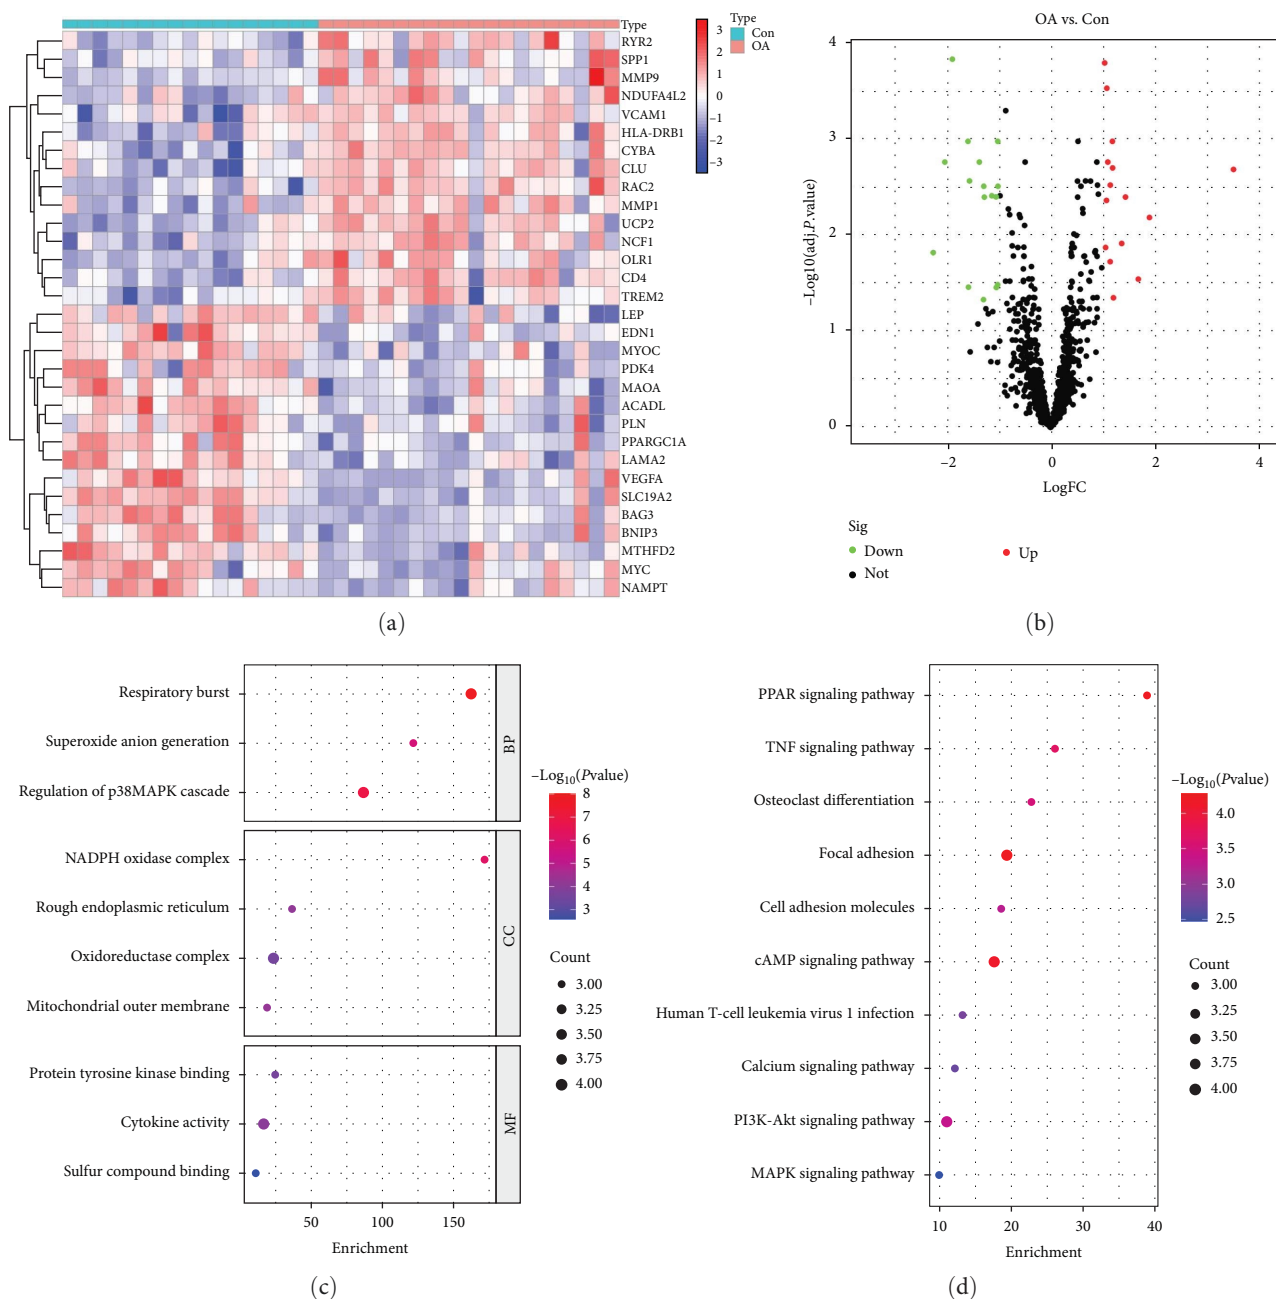 Type
RYR2
SPP1
MMP9
NDUFA4L2
VCAM1
HLA-DRB1
CYBA
CLU
RAC2
MMP1
UCP2
NCF1
OLR1
CD4
TREM2
LEP
EDN1
MYOC
PDK4
MAOA
ACADL
PLN
PPARGC1A
LAMA2
VEGFA
SLC19A2
BAG3
BNIP3
MTHFD2
MYC
NAMPT
3
2
1
0
−1
−2
−3
Type
Con
OA
(a)
OA vs. Con
−Log10(adj.P.value)
4
3
2
1
0
−2 0 2 4
LogFC
Sig
Down
Up
Not
(b)
Respiratory burst
Superoxide anion generation
Regulation of p38MAPK cascade
BP
NADPH oxidase complex
Rough endoplasmic reticulum
Oxidoreductase complex
Mitochondrial outer membrane
CC
Protein tyrosine kinase binding
Cytokine activity
Sulfur compound binding
MF
50 100 150
Enrichment
−Log10(Pvalue)
8
7
6
5
4
3
Count
3.00
3.25
3.50
3.75
4.00
(c)
PPAR signaling pathway
TNF signaling pathway
Osteoclast differentiation
Focal adhesion
Cell adhesion molecules
cAMP signaling pathway
Human T-cell leukemia virus 1 infection
Calcium signaling pathway
PI3K-Akt signaling pathway
MAPK signaling pathway
10 20 30 40
Enrichment
−Log10(Pvalue)
4.0
3.5
3.0
2.5
Count
3.00
3.25
3.50
3.75
4.00
(d)